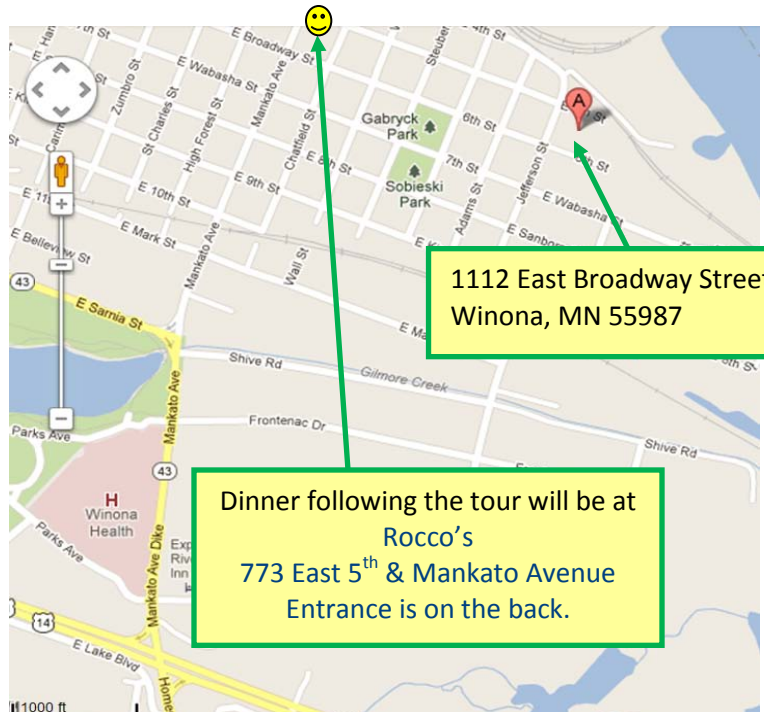 7th St
E Broadway St
Mankato Ave
Steuben
4th St
E Wabasha St
Zumbro St
St Charles St
High Forest St
Chatfield St
E 8th St
Gabryck
Park
6th St
A
7th St
Sobieski
Park
Adams St
Jefferson St
E Wabasha St
E Sanborn
E 9th St
E 10th St
E Mark St
E Belleview St
Mankato Ave
Wall St
43
E Sarnia St
1112 East Broadway Street
Winona, MN 55987
Shive Rd
Gilmore Creek
Mankato Ave
Parks Ave
Frontenac Dr
Shive Rd
43
H
Winona
Health
Parks Ave
Mankato Ave Dike
Inn
Dinner following the tour will be at
Rocco's
773 East 5th & Mankato Avenue
Entrance is on the back.
14
E Lake Blvd
1000 ft